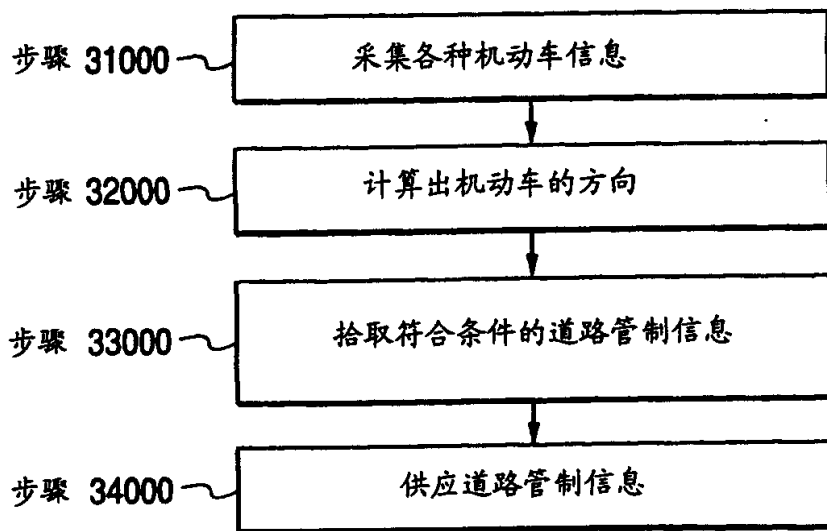 步骤 31000 采集各种机动车信息
步骤 32000 计算出机动车的方向
步骤 33000 拾取符合条件的道路管制信息
步骤 34000 供应道路管制信息